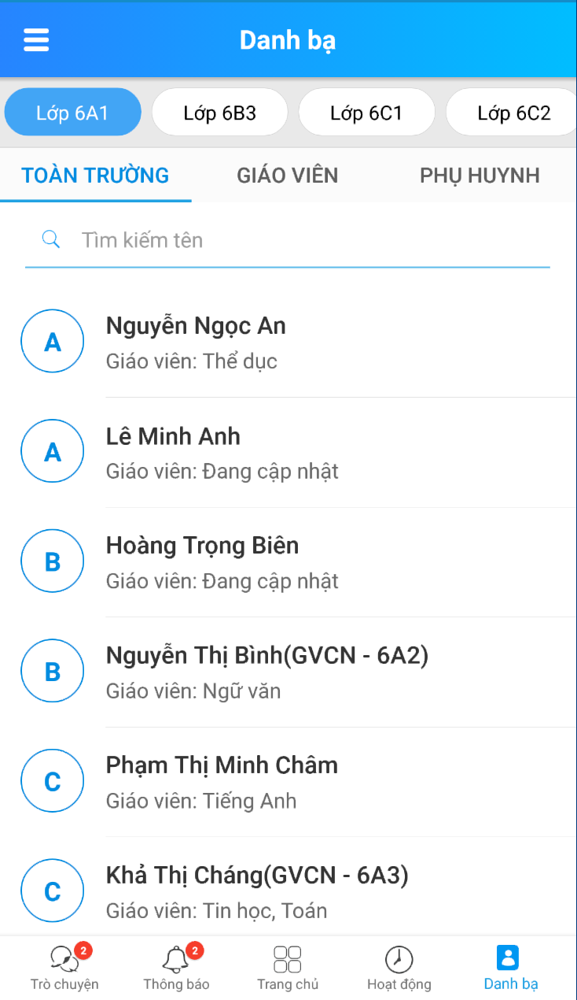 Danh bạ
Lớp 6A1 Lớp 6B3 Lớp 6C1 Lớp 6C2
TOÀN TRƯỜNG GIÁO VIÊN PHỤ HUYNH
Tìm kiếm tên
A
Nguyễn Ngọc An
Giáo viên: Thể dục
A
Lê Minh Anh
Giáo viên: Đang cập nhật
B
Hoàng Trọng Biên
Giáo viên: Đang cập nhật
B
Nguyễn Thị Bình(GVCN - 6A2)
Giáo viên: Ngữ văn
C
Phạm Thị Minh Châm
Giáo viên: Tiếng Anh
C
Khả Thị Cháng(GVCN - 6A3)
Giáo viên: Tin học, Toán
2 2
Trò chuyện Thông báo Trang chủ Hoạt động Danh bạ